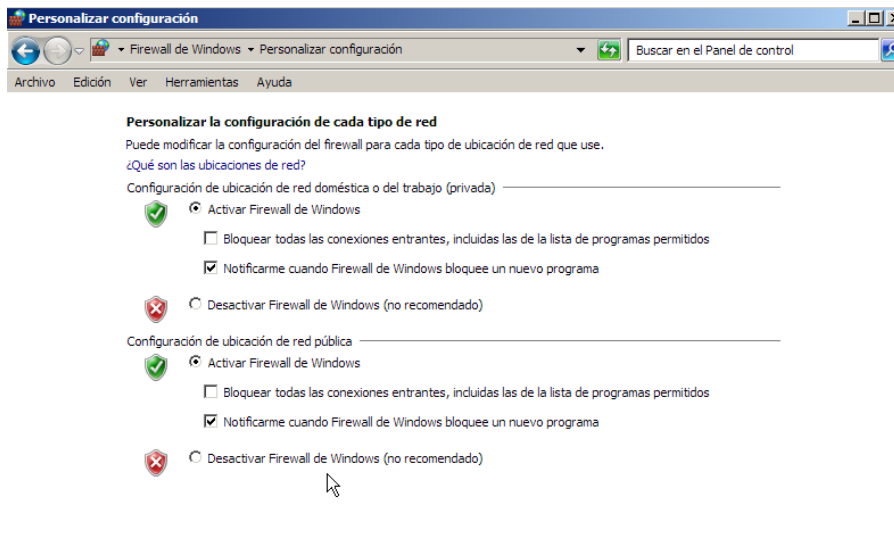 Personalizar configuración
Firewall de Windows Personalizar configuración Buscar en el Panel de control
Archivo Edición Ver Herramientas Ayuda
Personalizar la configuración de cada tipo de red
Puede modificar la configuración del firewall para cada tipo de ubicación de red que use.
¿Qué son las ubicaciones de red?
Configuración de ubicación de red doméstica o del trabajo (privada)
Activar Firewall de Windows
Bloquear todas las conexiones entrantes, incluidas las de la lista de programas permitidos
Notificarme cuando Firewall de Windows bloquee un nuevo programa
Desactivar Firewall de Windows (no recomendado)
Configuración de ubicación de red pública
Activar Firewall de Windows
Bloquear todas las conexiones entrantes, incluidas las de la lista de programas permitidos
Notificarme cuando Firewall de Windows bloquee un nuevo programa
Desactivar Firewall de Windows (no recomendado)